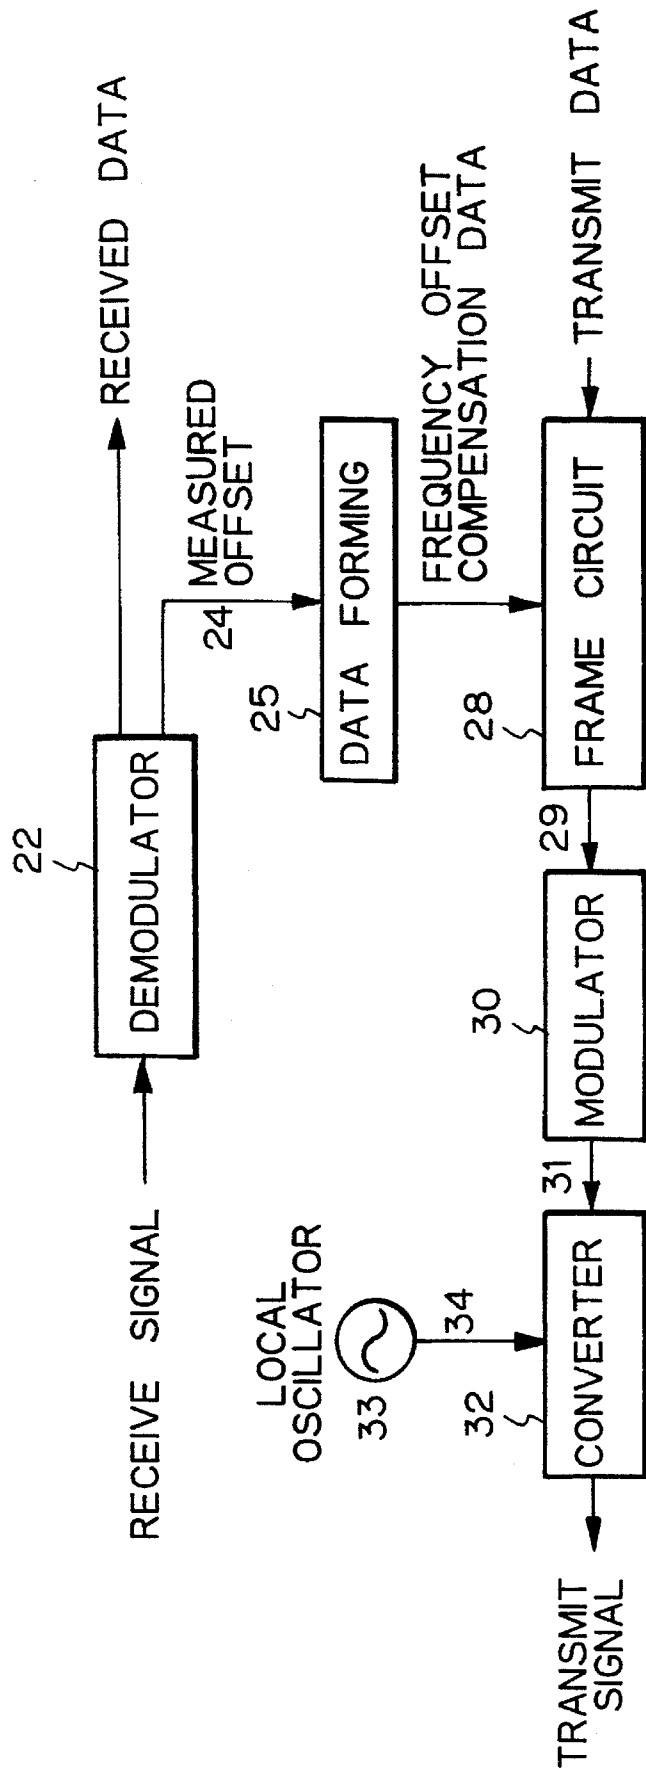 RECEIVE SIGNAL
22
DEMODULATOR
RECEIVED DATA
MEASURED
OFFSET
24
25
DATA FORMING
FREQUENCY OFFSET
COMPENSATION DATA
LOCAL
OSCILLATOR
33
34
TRANSMIT
SIGNAL
32
CONVERTER
31
30
MODULATOR
29
28
FRAME CIRCUIT
TRANSMIT DATA